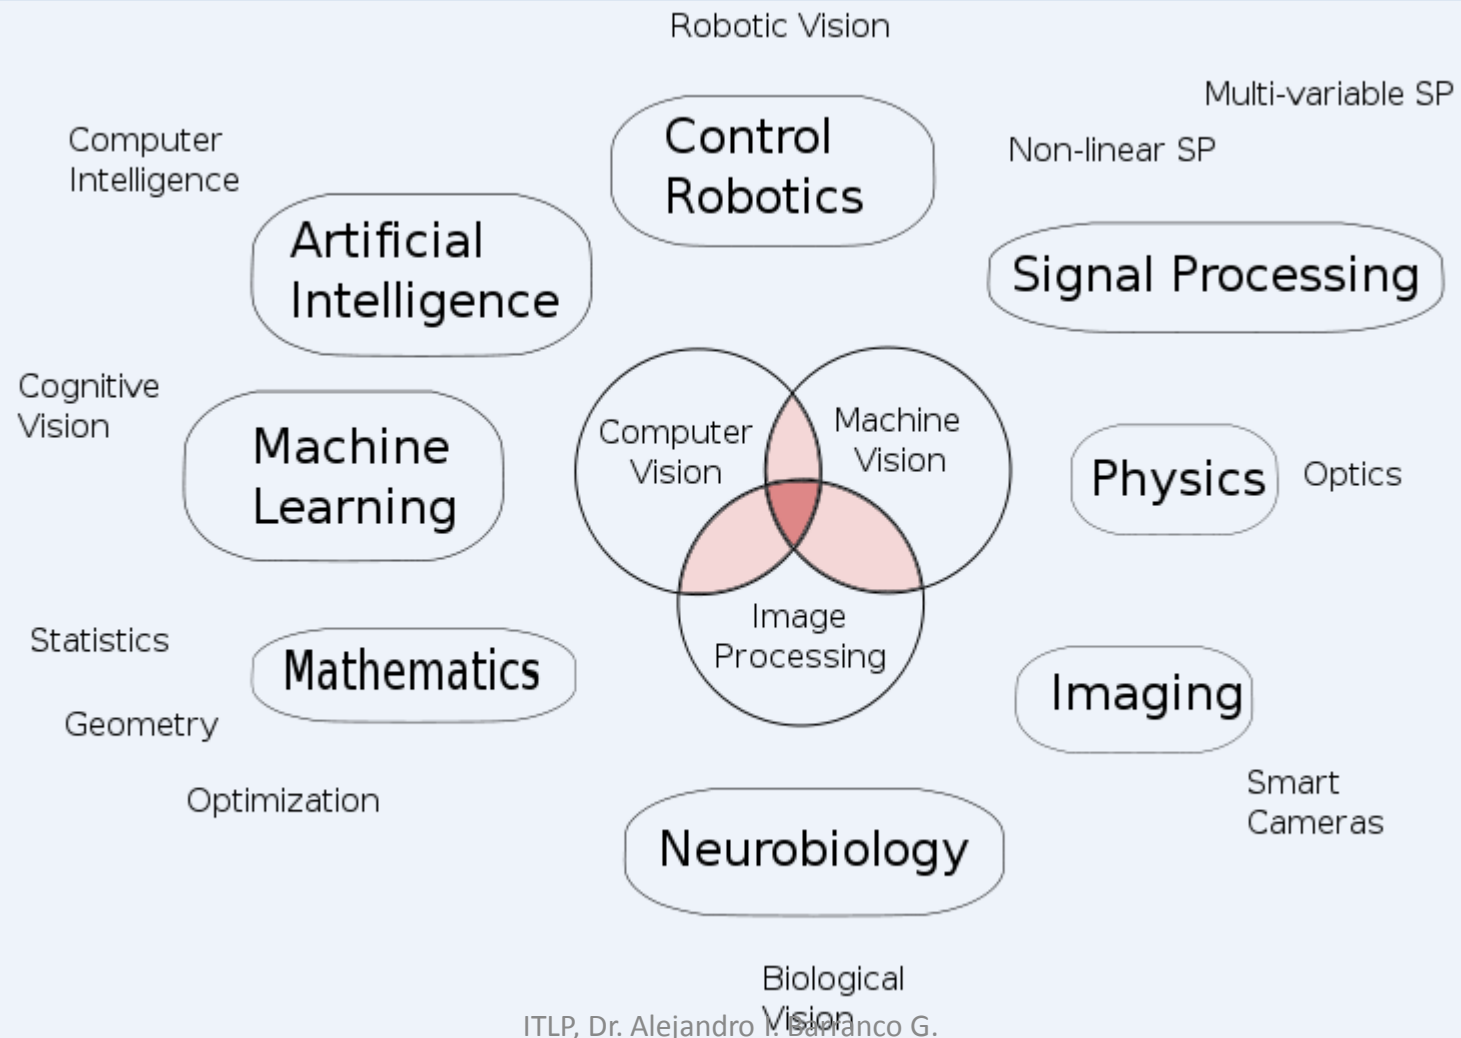 Robotic Vision
Multi-variable SP
Computer
Intelligence
Control
Robotics
Non-linear SP
Artificial
Intelligence
Signal Processing
Cognitive
Vision
Machine
Learning
Computer
Vision
Machine
Vision
Physics
Optics
Image
Processing
Statistics
Mathematics
Geometry
Optimization
Imaging
Smart
Cameras
Neurobiology
Biological
Vision
ITLP, Dr. Alejandro I. Barranco G.